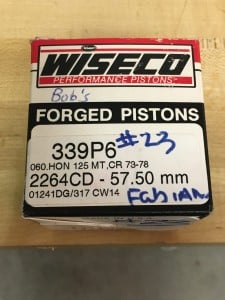 WISECO
PERFORMANCE PISTONS
Bob's
FORGED PISTONS
339P6 #23
060.HON 125 MT,CR 73-78
2264CD - 57.50 mm
01241DG/317 CW14
Fabian